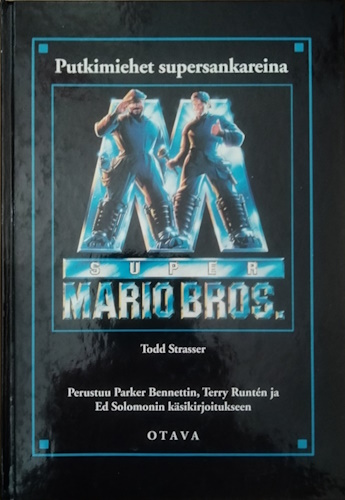 Putkimiehet supersankareina
M
SUPER
MARIO BROS.
Todd Strasser
Perustuu Parker Bennettin, Terry Runtén ja
Ed Solomonin käsikirjoitukseen
OTAVA